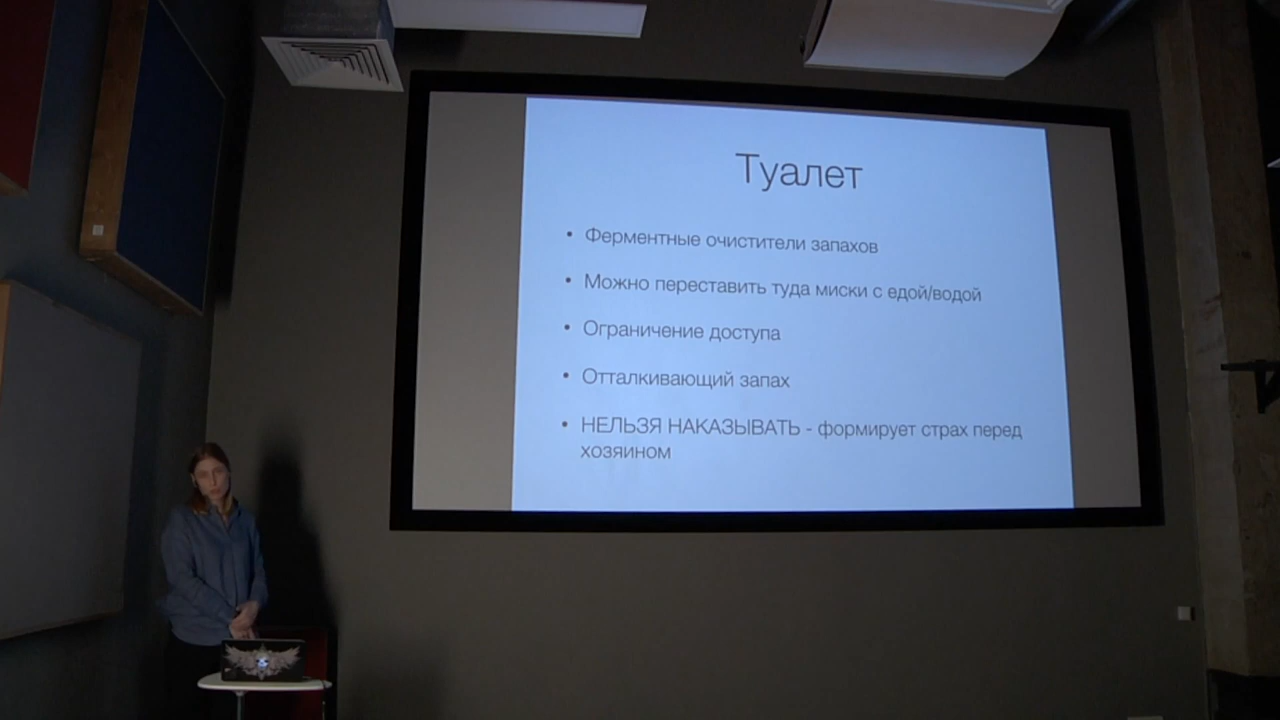 Туалет
• Ферментные очистители запахов
• Можно переставить туда миски с едой/водой
• Ограничение доступа
• Отталкивающий запах
• НЕЛЬЗЯ НАКАЗЫВАТЬ - формирует страх перед
хозяином